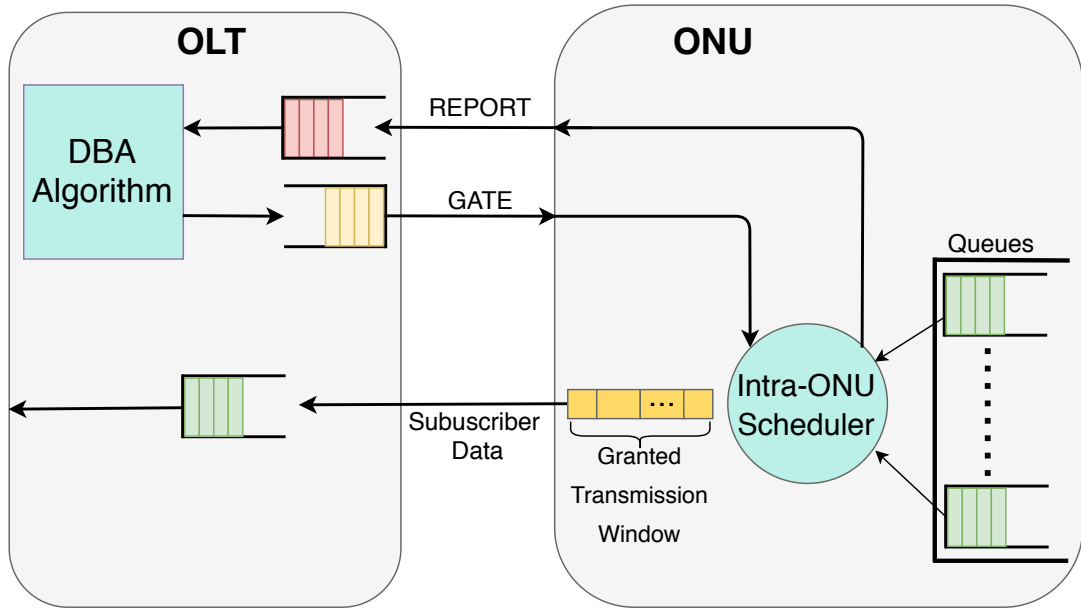 OLT
ONU
REPORT
DBA
Algorithm
GATE
Queues
Intra-ONU
Scheduler
...
Subuscriber
Data
Granted
Transmission
Window